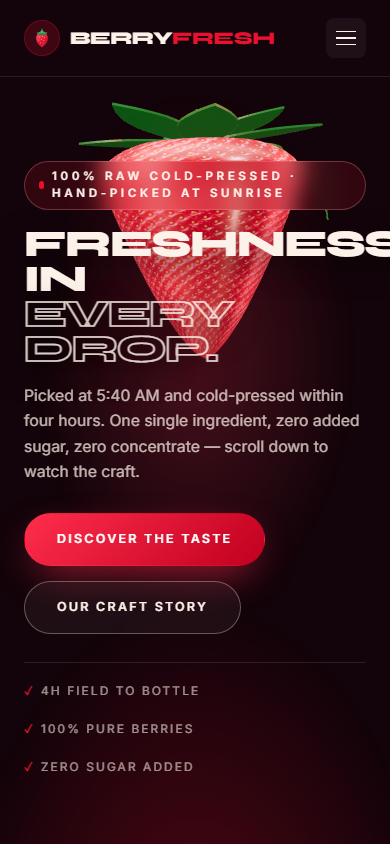 BERRYFRESH
100% RAW COLD-PRESSED ·
HAND-PICKED AT SUNRISE
FRESHNESS
IN
EVERY
DROP.
Picked at 5:40 AM and cold-pressed within
four hours. One single ingredient, zero added
sugar, zero concentrate — scroll down to
watch the craft.
DISCOVER THE TASTE
OUR CRAFT STORY
✓ 4H FIELD TO BOTTLE
✓ 100% PURE BERRIES
✓ ZERO SUGAR ADDED